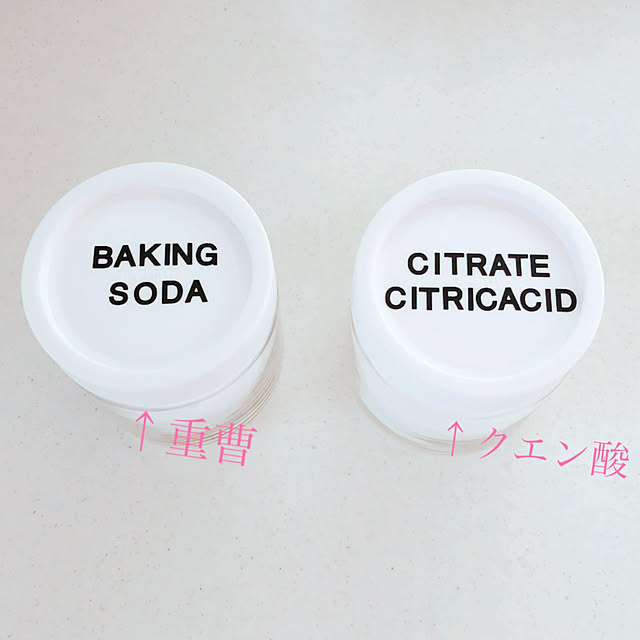 BAKING
SODA
CITRATE
CITRICACID
↑重曹
↑クエン酸